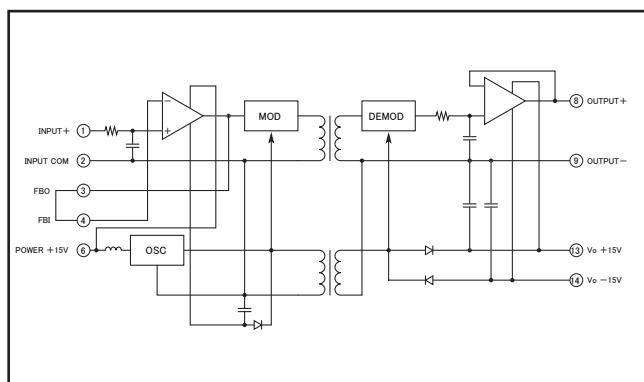 INPUT+ 1
INPUT COM 2
FBO 3
FBI 4
POWER +15V 6
OSC
MOD
DEMOD
− 
+
−
+
8 OUTPUT+
9 OUTPUT−
13 Vo +15V
14 Vo −15V